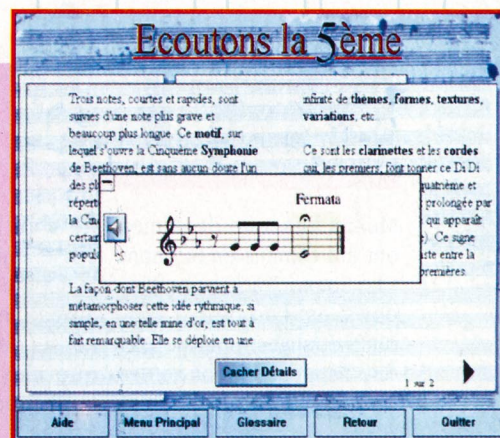 Ecoutons la 5ème
Trois notes, courtes et rapides, sont
suivies d'une note plus grave et
beaucoup plus longue. Ce motif, sur
lequel s'ouvre la Cinquième Symphonie
de Beethoven, est sans aucun doute l'un
des pl
répert
la Cin
certai
popul
La façon dont Beethoven parvient à
métamorphoser cette idée rythmique, si
simple, en une telle mine d'or, est tout à
fait remarquable. Elle se déploie en une
infinité de thèmes, formes, textures,
variations, etc.
Ce sont les clarinettes et les cordes
qui, les premiers, font sonner ce Di Di
quatrième et
prolongée par
qui apparaît
e). Ce signe
iste entre la
premières
Fermata
Cacher Détails
1 sur 2
Aide
Menu Principal
Glossaire
Retour
Quitter